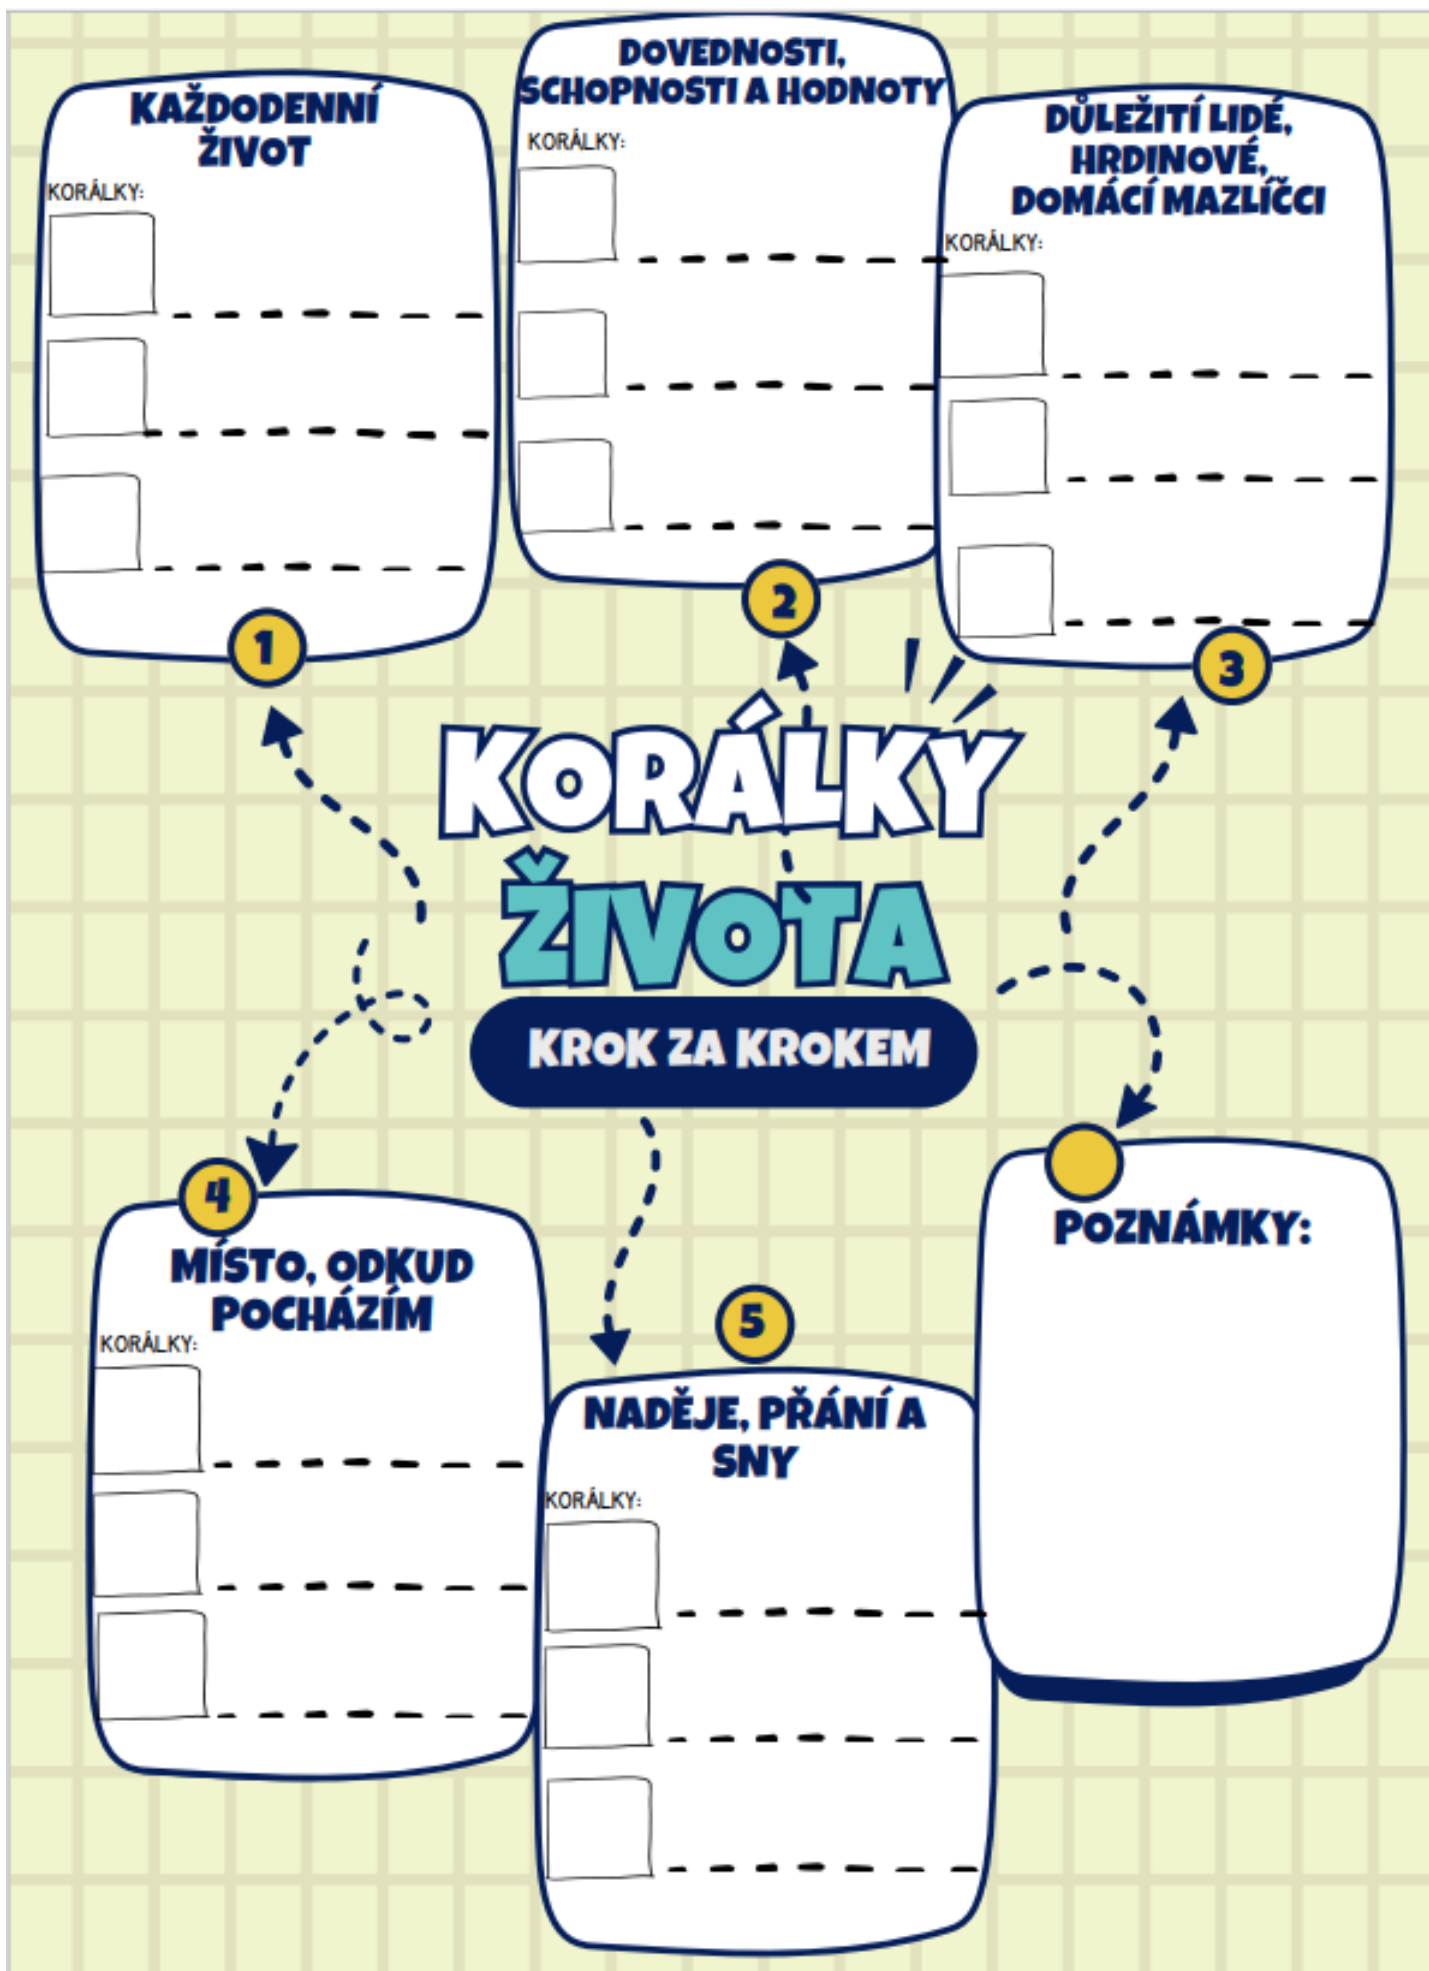 KAŽDODENNÍ
ŽIVOT
KORÁLKY:
1
DOVEDNOSTI,
SCHOPNOSTI A HODNOTY
KORÁLKY:
2
DŮLEŽITÍ LIDÉ,
HRDINOVÉ,
DOMÁCÍ MAZLÍČCI
KORÁLKY:
3
KORÁLKY
ŽIVOTA
KROK ZA KROKEM
4
MÍSTO, ODKUD
POCHÁZÍM
KORÁLKY:
5
NADĚJE, PŘÁNÍ A
SNY
KORÁLKY:
POZNÁMKY: